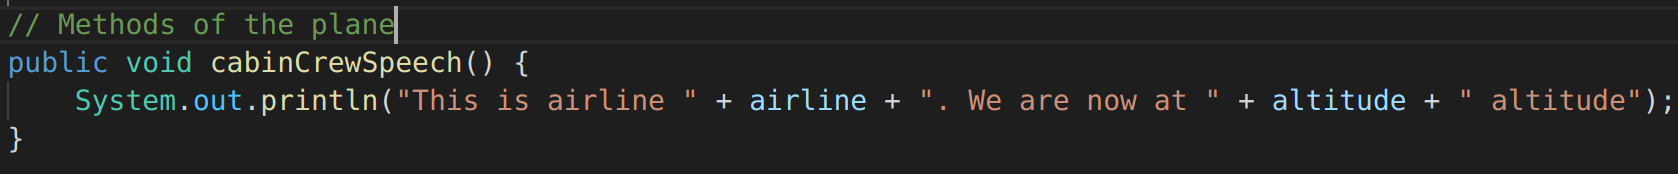 // Methods of the plane
public void cabinCrewSpeech() {
    System.out.println("This is airline " + airline + ". We are now at " + altitude + " altitude");
}